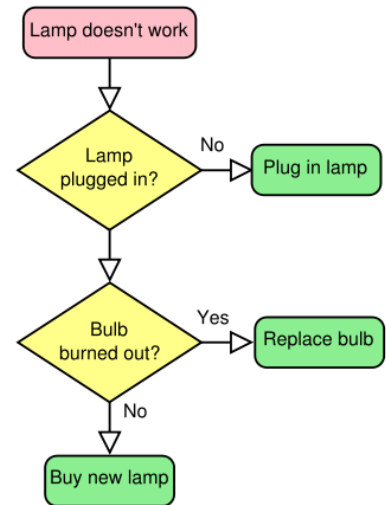 Lamp doesn't work
Lamp
plugged in?
No
Plug in lamp
Bulb
burned out?
Yes
Replace bulb
No
Buy new lamp